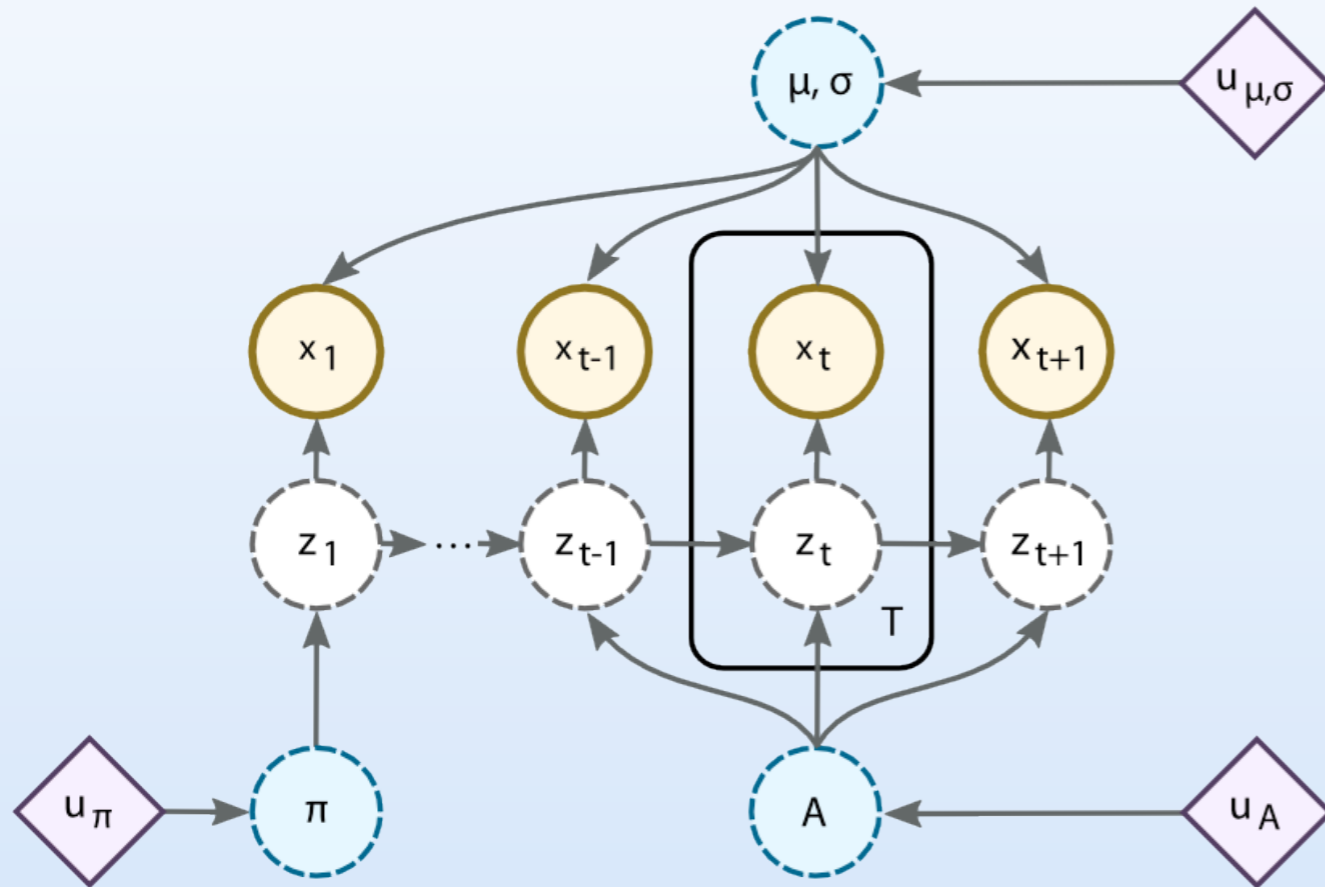 μ, σ
u μ,σ
x 1
x t-1
x t
x t+1
z 1
...
z t-1
z t
z t+1
T
u π
π
A
u A